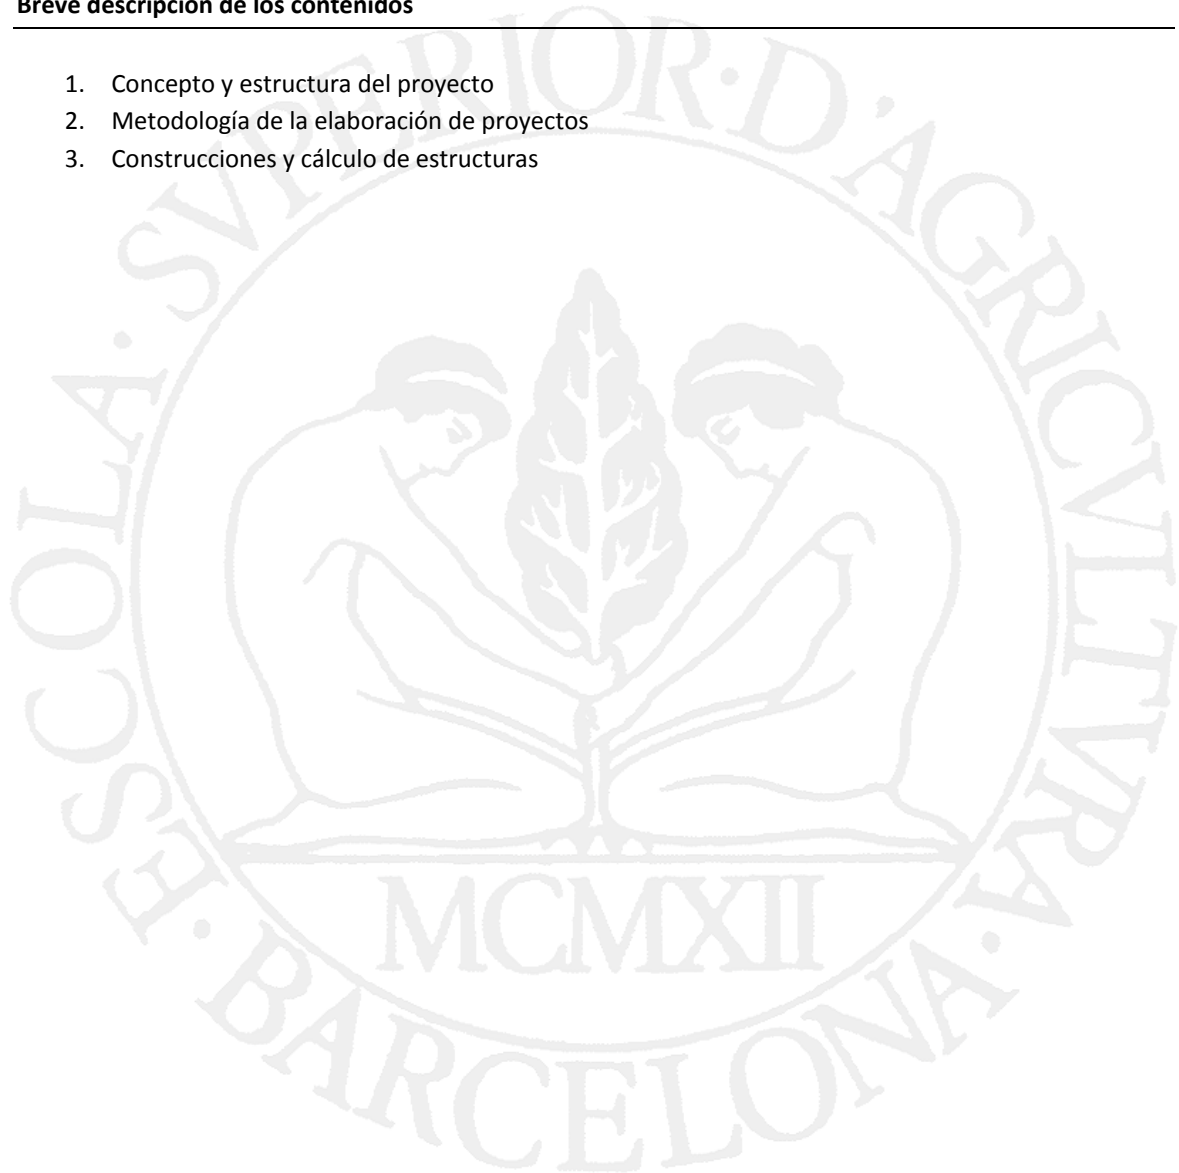 Breve descripción de los contenidos
1. Concepto y estructura del proyecto
2. Metodología de la elaboración de proyectos
3. Construcciones y cálculo de estructuras
ESCOLA · SVPERIOR · D'AGRICVLTVRA · BARCELONA ·
MCMXII